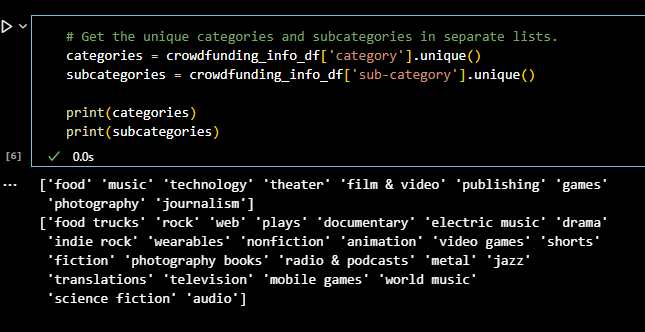 # Get the unique categories and subcategories in separate lists.
categories = crowdfunding_info_df['category'].unique()
subcategories = crowdfunding_info_df['sub-category'].unique()
print(categories)
print(subcategories)
[6]
0.0s
...
['food' 'music' 'technology' 'theater' 'film & video' 'publishing' 'games'
'photography' 'journalism']
['food trucks' 'rock' 'web' 'plays' 'documentary' 'electric music' 'drama'
'indie rock' 'wearables' 'nonfiction' 'animation' 'video games' 'shorts'
'fiction' 'photography books' 'radio & podcasts' 'metal' 'jazz'
'translations' 'television' 'mobile games' 'world music'
'science fiction' 'audio']